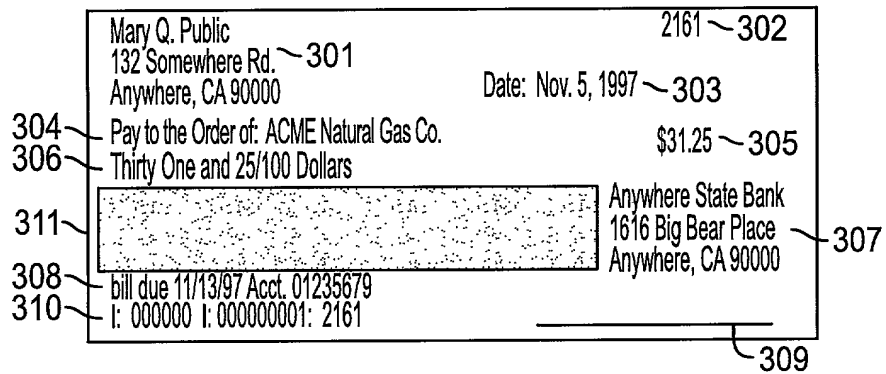 Mary Q. Public
2161 302
132 Somewhere Rd. 301
Anywhere, CA 90000
Date: Nov. 5, 1997 303
304 Pay to the Order of: ACME Natural Gas Co.
$31.25 305
306 Thirty One and 25/100 Dollars
311
Anywhere State Bank
1616 Big Bear Place 307
Anywhere, CA 90000
308 bill due 11/13/97 Acct. 01235679
310 I: 000000 I: 000000001: 2161
309